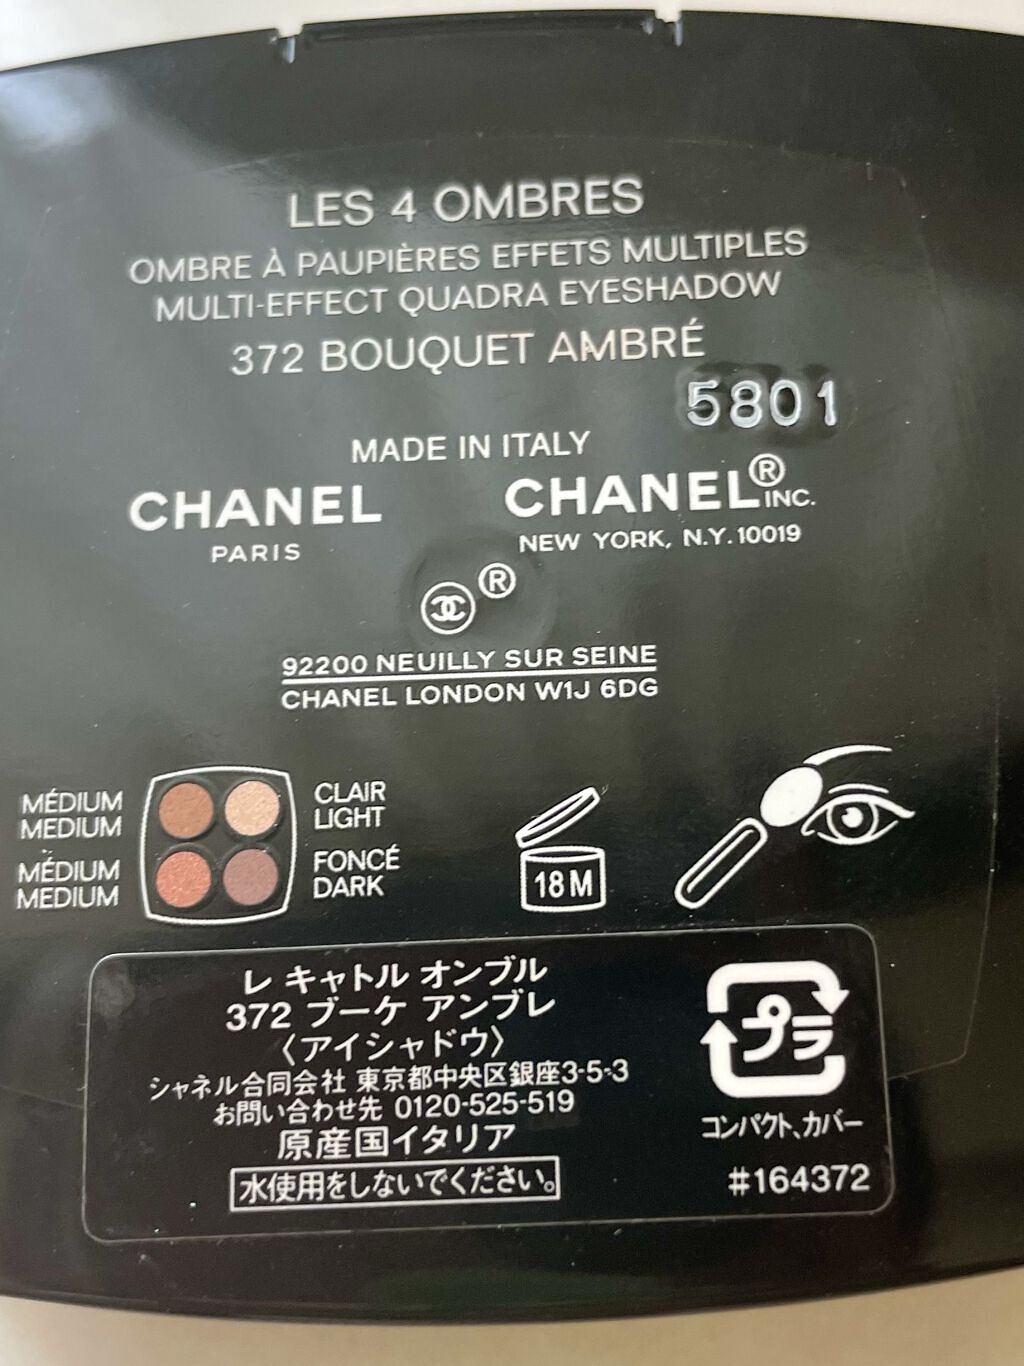 LES 4 OMBRES
OMBRE À PAUPIÈRES EFFETS MULTIPLES
MULTI-EFFECT QUADRA EYESHADOW
372 BOUQUET AMBRÉ
5801
MADE IN ITALY
CHANEL
PARIS
CHANEL® INC.
NEW YORK, N.Y. 10019
®
92200 NEUILLY SUR SEINE
CHANEL LONDON W1J 6DG
MÉDIUM
MEDIUM
CLAIR
LIGHT
MÉDIUM
MEDIUM
FONCÉ
DARK
18M
レ キャトル オンブル
372 ブーケ アンブレ
〈アイシャドウ〉
シャネル合同会社 東京都中央区銀座3-5-3
お問い合わせ先 0120-525-519
原産国イタリア
水使用をしないでください。
プラ
コンパクト、カバー
#164372